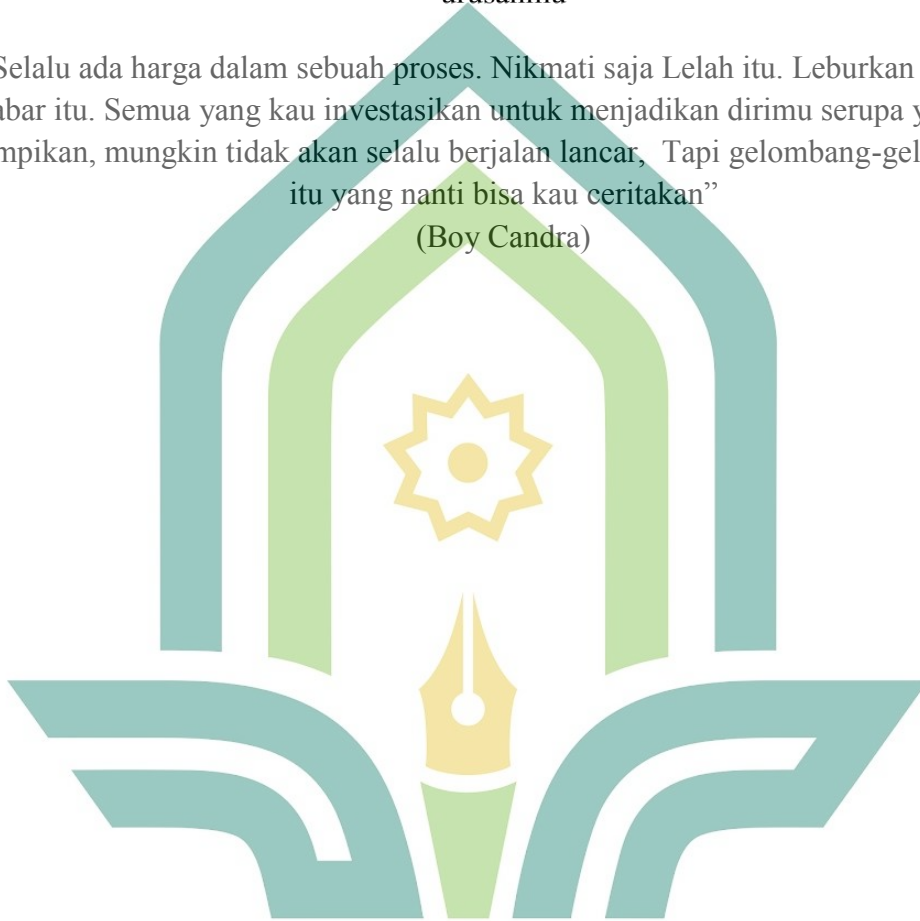 Selalu ada harga dalam sebuah proses. Nikmati saja Lelah itu. Leburkan
abar itu. Semua yang kau investasikan untuk menjadikan dirimu serupa y
mpikan, mungkin tidak akan selalu berjalan lancar, Tapi gelombang-gel
itu yang nanti bisa kau ceritakan”
(Boy Candra)